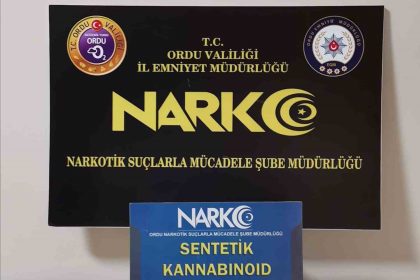 T.C. ORDU VALİLİĞİ
T.C.
ORDU VALİLİĞİ
İL EMNİYET MÜDÜRLÜĞÜ
NARKO
NARKOTİK SUÇLARLA MÜCADELE ŞUBE MÜDÜRLÜĞÜ
NARKO
ORDU NARKOTİK SUÇLARLA MÜCADELE ŞUBE MÜDÜRLÜĞÜ
SENTETİK
KANNABINOID